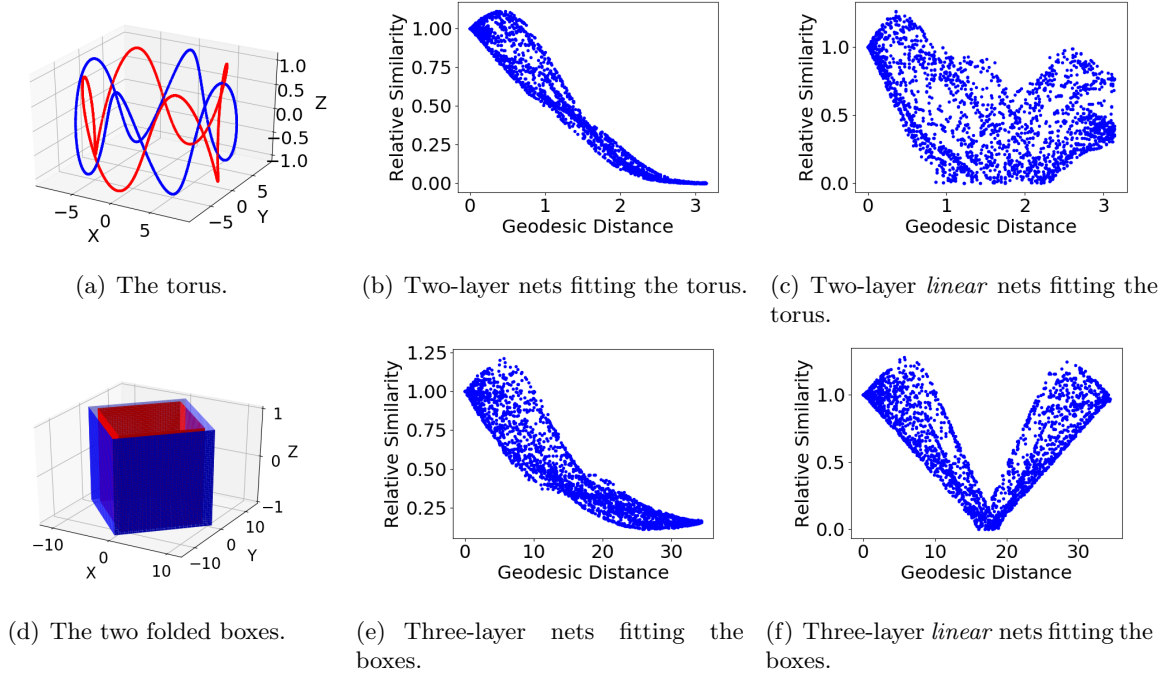 1.0
0.5
0.0
−0.5
−1.0
Z
−5
0
5
X
−5
0
5
Y
(a) The torus.
1.00
0.75
0.50
0.25
0.00
Relative Similarity
0
1
2
3
Geodesic Distance
(b) Two-layer nets fitting the torus.
1.0
0.5
0.0
Relative Similarity
0
1
2
3
Geodesic Distance
(c) Two-layer linear nets fitting the
torus.
1
0
−1
Z
−10
0
10
X
−10
0
10
Y
(d) The two folded boxes.
1.25
1.00
0.75
0.50
0.25
Relative Similarity
0
10
20
30
Geodesic Distance
(e) Three-layer nets fitting the
boxes.
1.0
0.5
0.0
Relative Similarity
0
10
20
30
Geodesic Distance
(f) Three-layer linear nets fitting the
boxes.